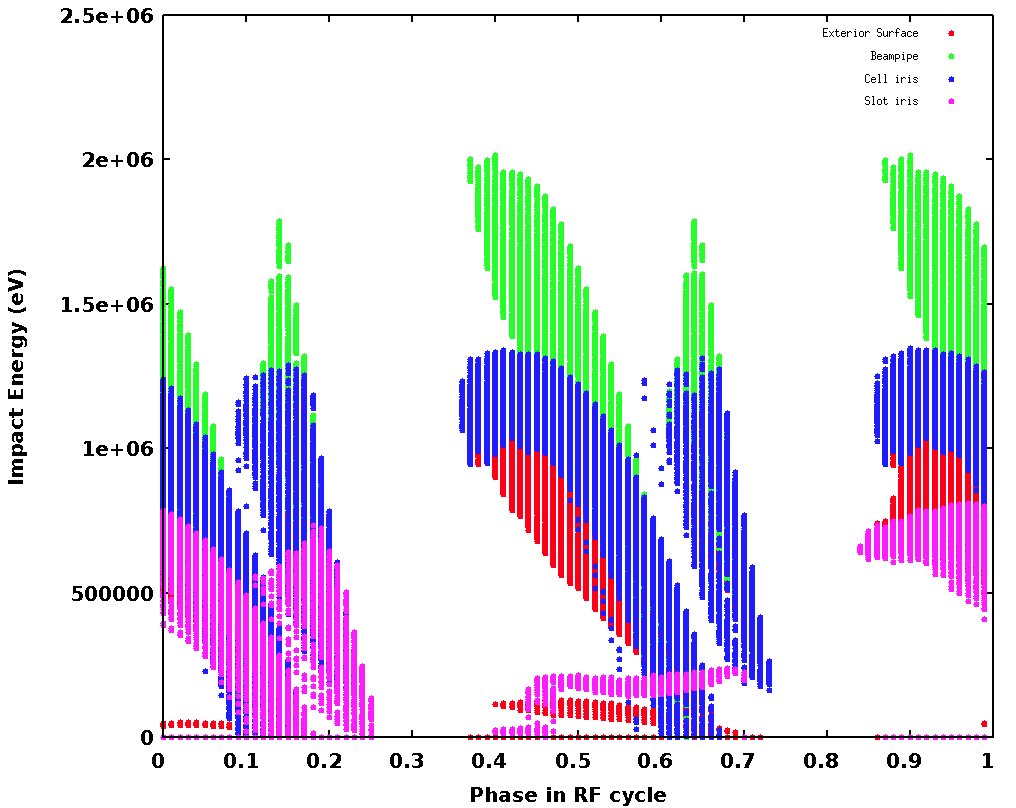 2.5e+06
Exterior Surface
Beampipe
Cell iris
Slot iris
2e+06
1.5e+06
1e+06
500000
0
Impact Energy (eV)
0 0.1 0.2 0.3 0.4 0.5 0.6 0.7 0.8 0.9 1
Phase in RF cycle